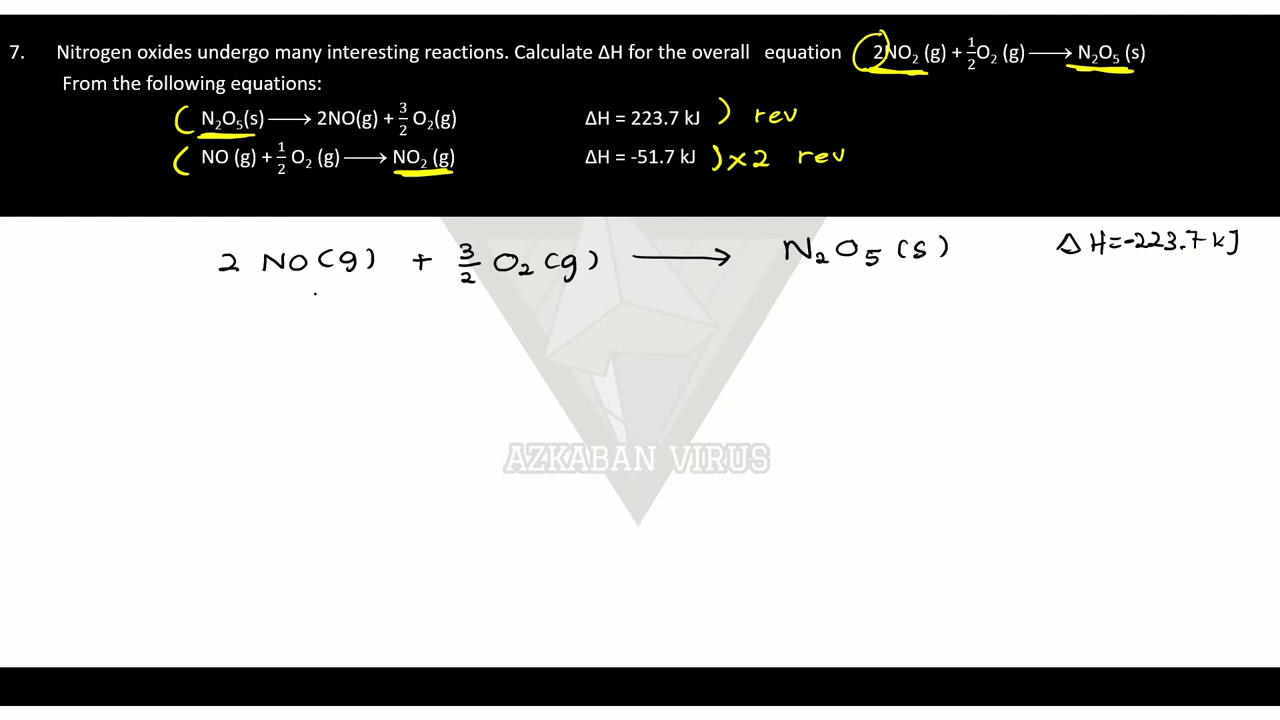 7. Nitrogen oxides undergo many interesting reactions. Calculate ΔH for the overall equation 2NO₂ (g) + ½O₂ (g) ⟶ N₂O₅ (s)
From the following equations:
( N₂O₅(s) ⟶ 2NO(g) + 3/2 O₂(g) ΔH = 223.7 kJ ) rev
( NO (g) + ½ O₂ (g) ⟶ NO₂ (g) ΔH = -51.7 kJ ) × 2 rev
2 NO(g) + 3/2 O₂ (g) ⟶ N₂O₅ (s) ΔH=-223.7 kJ
AZKABAN VIRUS